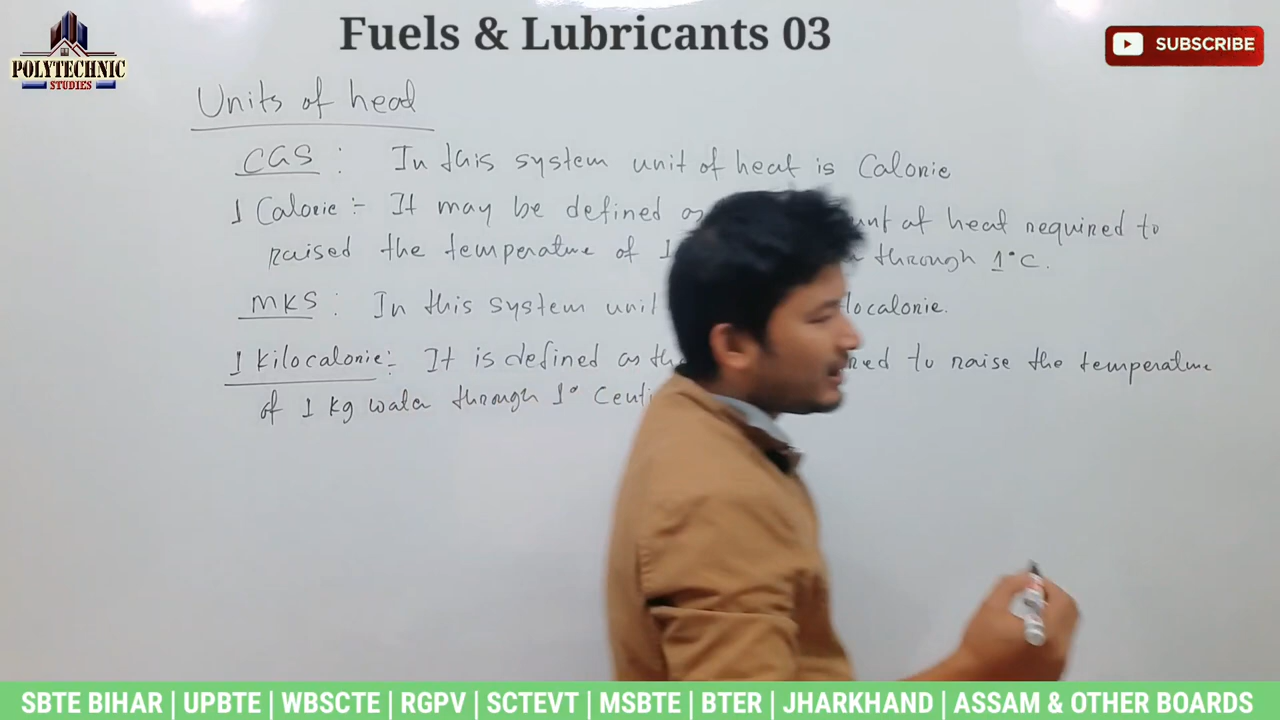 Fuels & Lubricants 03
POLYTECHNIC
STUDIES
SUBSCRIBE
Units of heat
CGS : In this system unit of heat is Calorie
1 Calorie :- It may be defined as unt of heat required to
raised the temperature of 1 through 1°C.
MKS : In this system unit localorie.
1 Kilocalorie:- It is defined as the red to raise the temperature
of 1 kg water through 1° Centi
SBTE BIHAR | UPBTE | WBSCTE | RGPV | SCTEVT | MSBTE | BTER | JHARKHAND | ASSAM & OTHER BOARDS